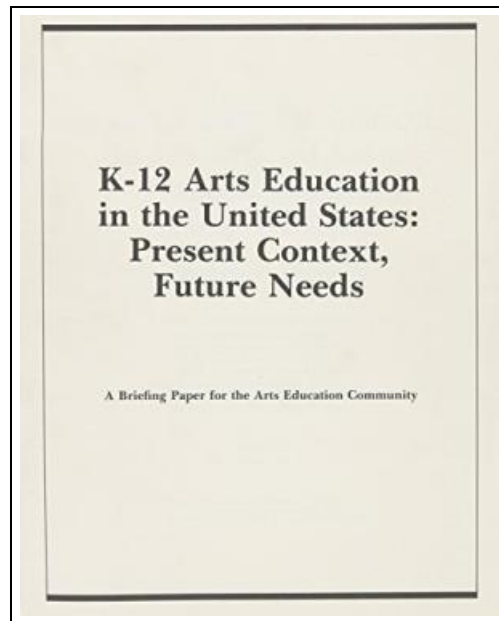 K-12 Arts Education
in the United States:
Present Context,
Future Needs
A Briefing Paper for the Arts Education Community